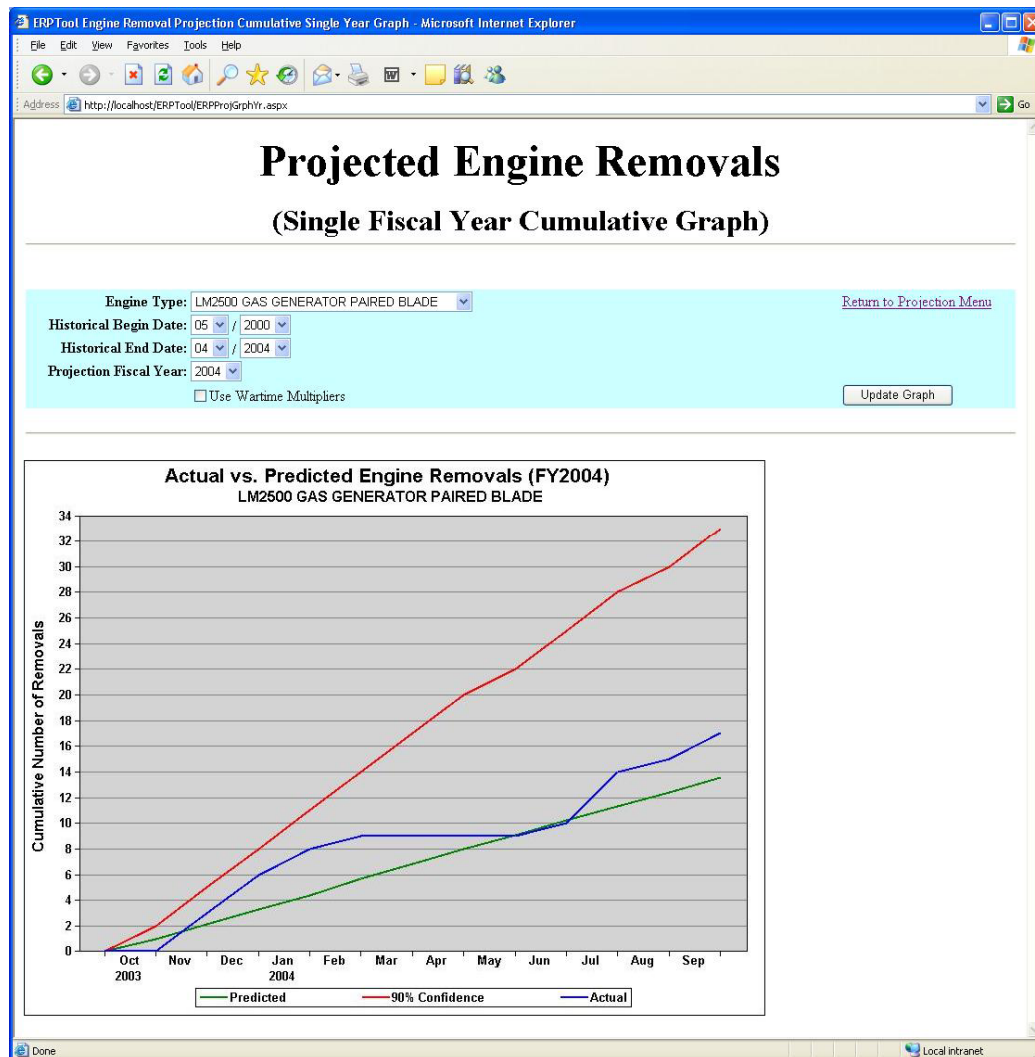 ERPTool Engine Removal Projection Cumulative Single Year Graph - Microsoft Internet Explorer
File Edit View Favorites Tools Help
Address http://localhost/ERPTool/ERPProjGrphYr.aspx Go
Projected Engine Removals
(Single Fiscal Year Cumulative Graph)
Engine Type: LM2500 GAS GENERATOR PAIRED BLADE Return to Projection Menu
Historical Begin Date: 05 / 2000
Historical End Date: 04 / 2004
Projection Fiscal Year: 2004
Use Wartime Multipliers Update Graph
Actual vs. Predicted Engine Removals (FY2004)
LM2500 GAS GENERATOR PAIRED BLADE
Cumulative Number of Removals
34
32
30
28
26
24
22
20
18
16
14
12
10
8
6
4
2
0
Oct Nov Dec Jan Feb Mar Apr May Jun Jul Aug Sep
2003 2004
Predicted 90% Confidence Actual
Done Local intranet